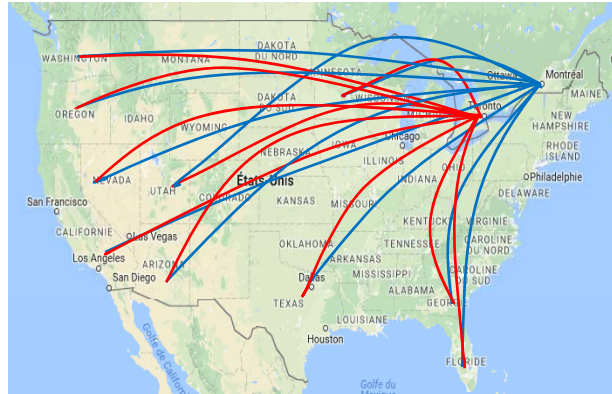 WASHINGTON
MONTANA
DAKOTA
DU NORD
MINNESOTA
Ottawa
Montréal
MAINE
OREGON
IDAHO
WYOMING
DAKOTA
DU SUD
WISCONSIN
MICHIGAN
Toronto
NEW
HAMPSHIRE
RHODE
ISLAND
NEBRASKA
IOWA
Chicago
ILLINOIS
INDIANA
OHIO
Philadelphie
DELAWARE
NEVADA
UTAH
COLORADO
États-Unis
KANSAS
MISSOURI
KENTUCKY
VIRGINIE
San Francisco
CALIFORNIE
Las Vegas
Los Angeles
San Diego
ARIZONA
OKLAHOMA
ARKANSAS
TENNESSEE
CAROLINE
DU NORD
CAROLINE
DU SUD
MISSISSIPPI
ALABAMA
GEORGIE
Dallas
TEXAS
LOUISIANE
Houston
FLORIDE
Golfe de Californie
Golfe du